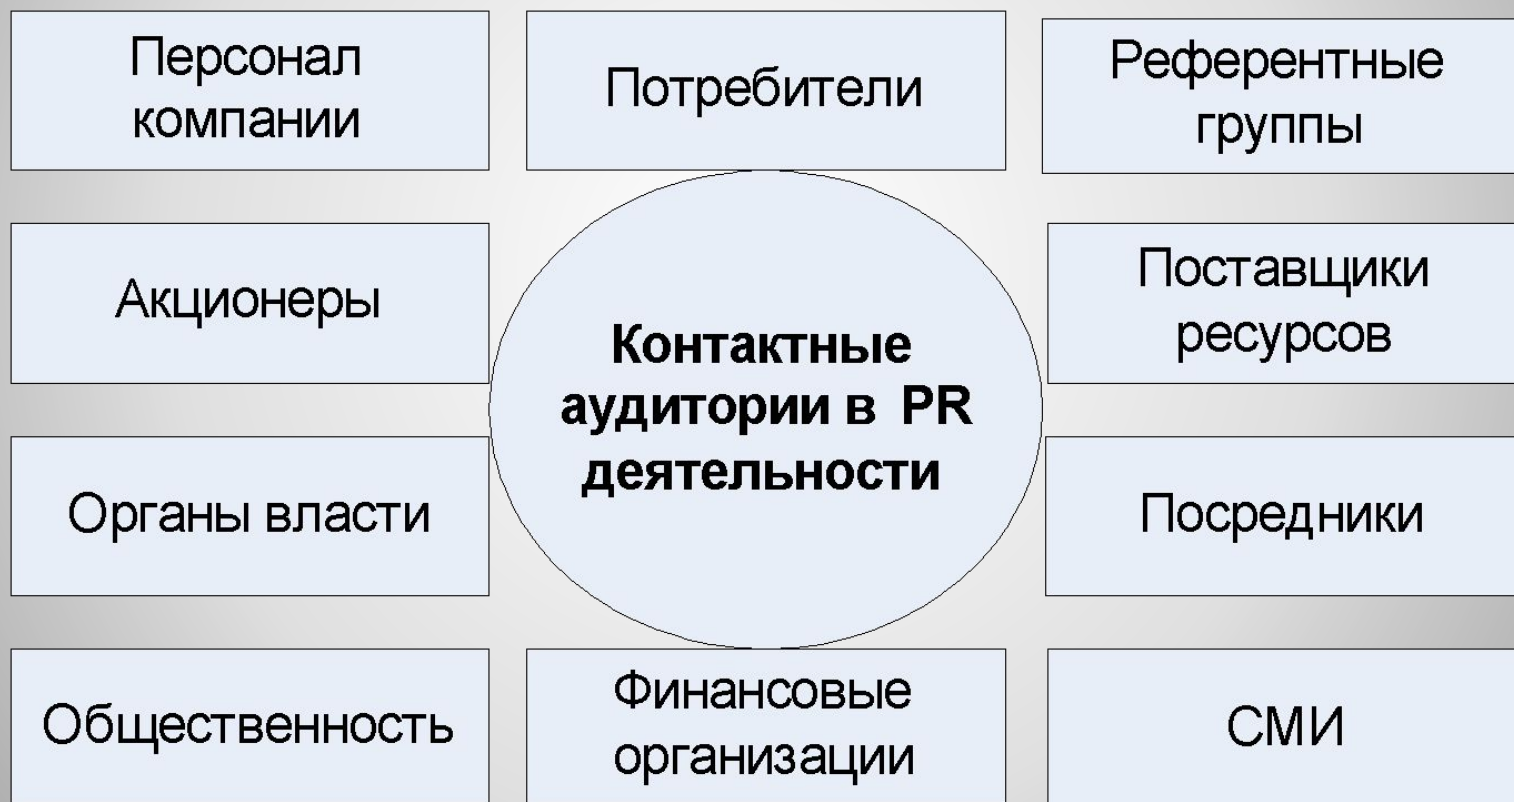 Персонал
компании
Потребители
Референтные
группы
Акционеры
Контактные
аудитории в PR
деятельности
Поставщики
ресурсов
Органы власти
Посредники
Общественность
Финансовые
организации
СМИ